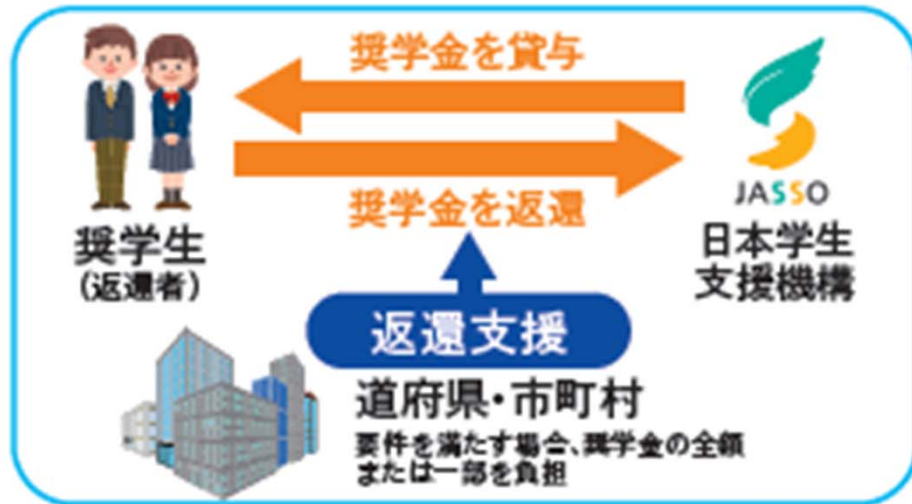 奨学金を貸与
JASSO
奨学金を返還
奨学生
(返還者)
日本学生
支援機構
返還支援
道府県・市町村
要件を満たす場合、奨学金の全額
または一部を負担